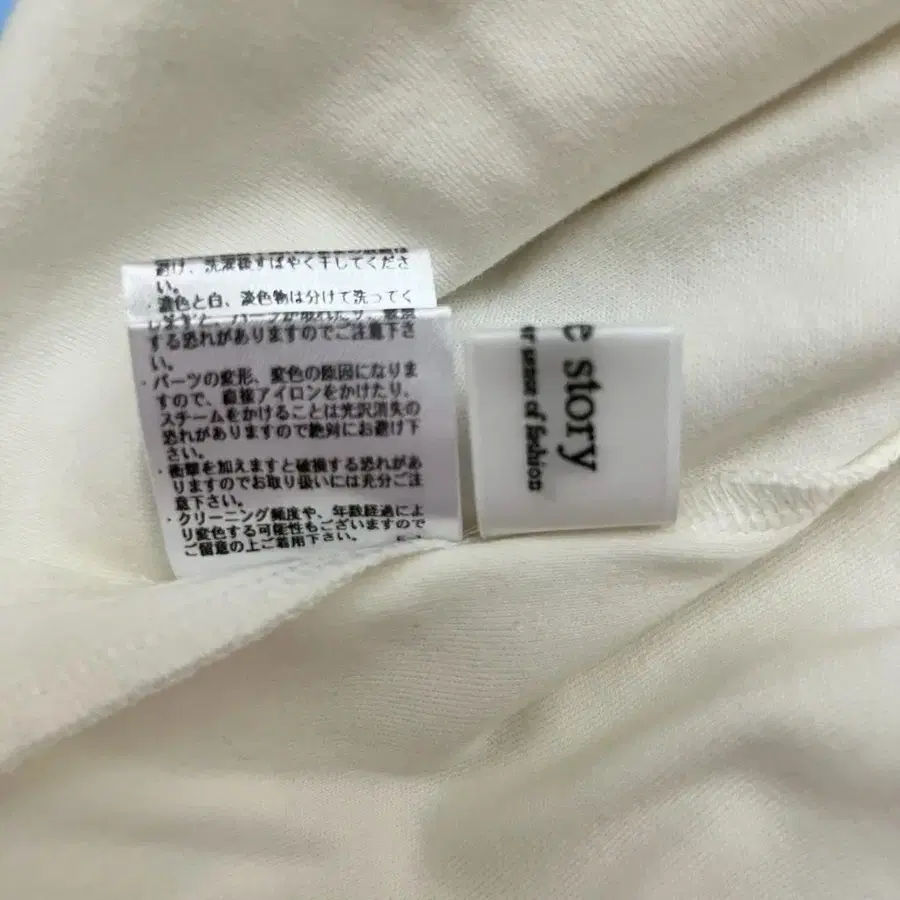 避け、洗濯後すばやく干してくださ
い。
・濃色と白、淡色物は分けて洗ってく
する恐れがありますのでご注意下さ
い。
・パーツの変形、変色の原因になりま
すので、直接アイロンをかけたり、
スチームをかけることは光沢消失の
恐れがありますので絶対にお避け下
さい。
・衝撃を加えますと破損する恐れがあ
りますのでお取り扱いには充分ご注
意下さい。
・クリーニング頻度や、年数経過によ
り変色する可能性もございますので
ご留意の上ご着用下さい。
e story
of fashion